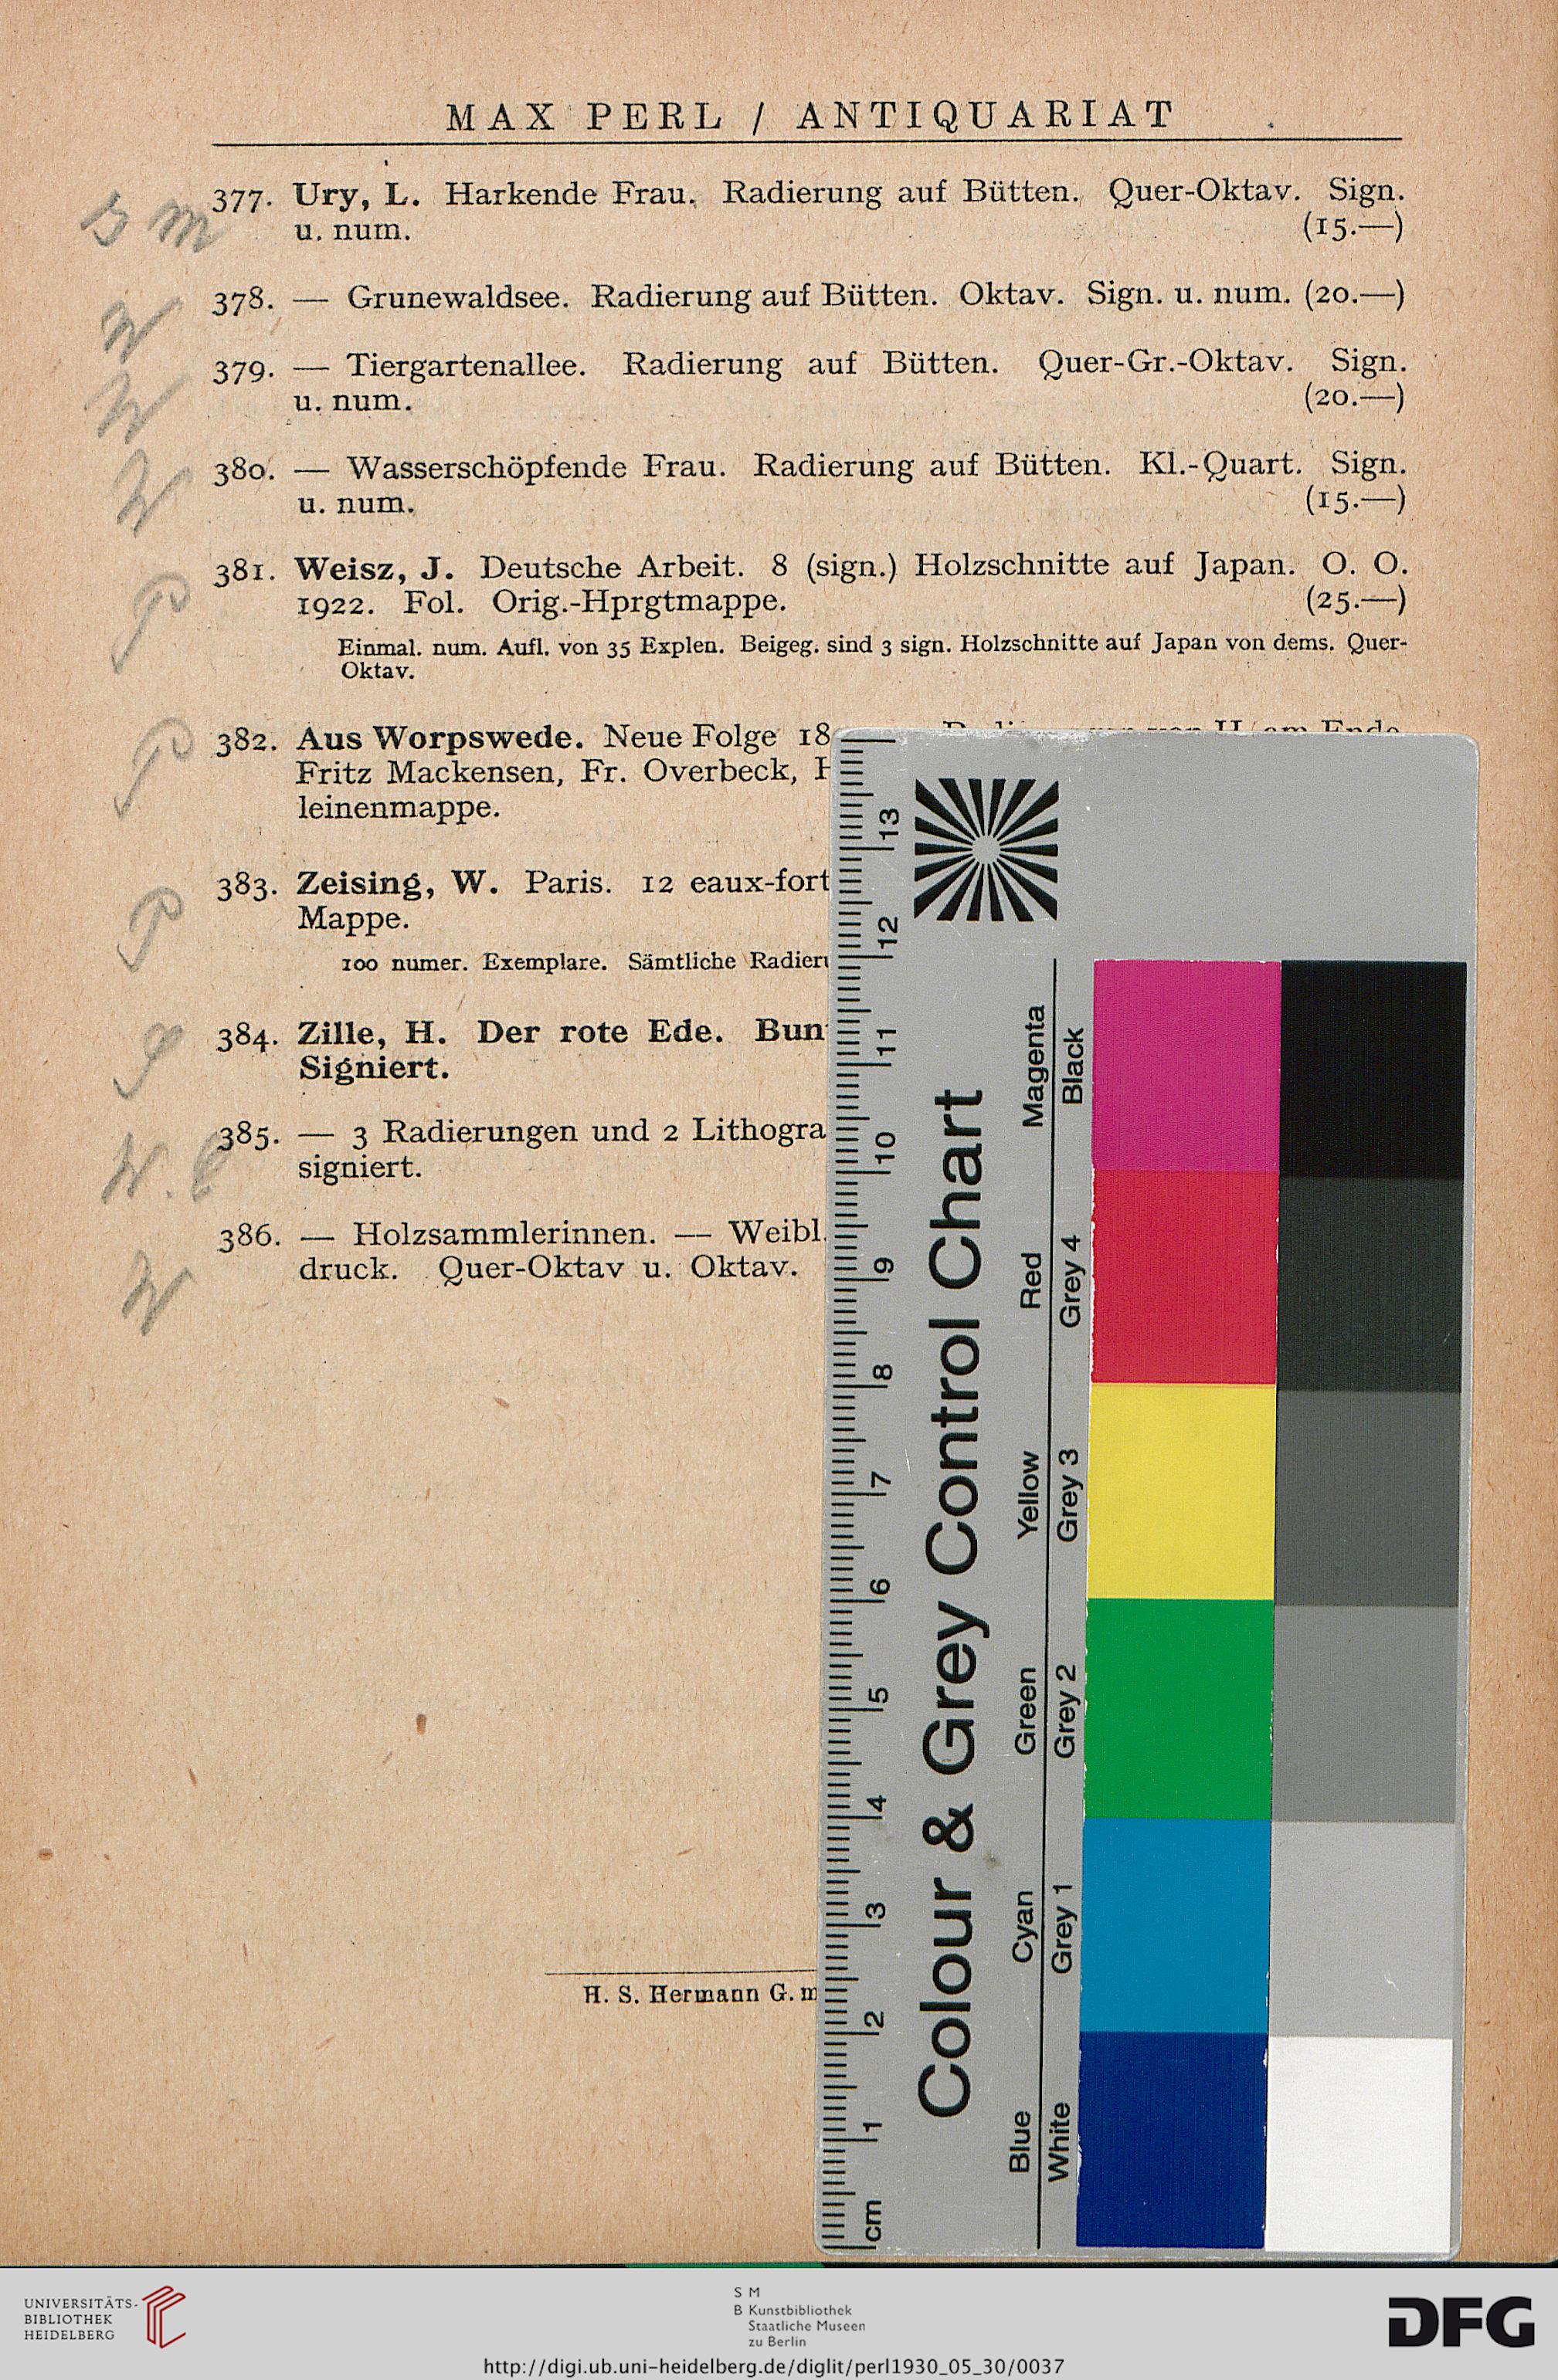 MAX PERL / ANTIQUARIAT
377. Ury, L. Harkende Frau. Radierung auf Bütten. Quer-Oktav. Sign.
u. num. (15.—)
378. — Grunewaldsee. Radierung auf Bütten. Oktav. Sign. u. num. (20.—)
379. — Tiergartenallee. Radierung auf Bütten. Quer-Gr.-Oktav. Sign.
u. num. (20.—)
380. — Wasserschöpfende Frau. Radierung auf Bütten. Kl.-Quart. Sign.
u. num. (15.—)
381. Weisz, J. Deutsche Arbeit. 8 (sign.) Holzschnitte auf Japan. O. O.
1922. Fol. Orig.-Hprgtmappe. (25.—)
Einmal. num. Aufl. von 35 Explen. Beigeg. sind 3 sign. Holzschnitte auf Japan von dems. Quer-
Oktav.
382. Aus Worpswede. Neue Folge 18
Fritz Mackensen, Fr. Overbeck,
leinenmappe.
383. Zeising, W. Paris. 12 eaux-fort
Mappe.
100 numer. Exemplare. Sämtliche Radier
384. Zille, H. Der rote Ede. Bun
Signiert.
385. — 3 Radierungen und 2 Lithogra
signiert.
386. — Holzsammlerinnen. — Weibl.
druck. Quer-Oktav u. Oktav.
H. S. Hermann G. m
Colour & Grey Control Chart
Magenta
Black
Red
Grey 4
Yellow
Grey 3
Green
Grey 2
Cyan
Grey 1
Blue
White
13
12
11
10
9
8
7
6
5
4
3
2
1
cm
UNIVERSITÄTS-
BIBLIOTHEK
HEIDELBERG
S M
B Kunstbibliothek
Staatliche Museen
zu Berlin
DFG
http://digi.ub.uni-heidelberg.de/diglit/perl1930_05_30/0037